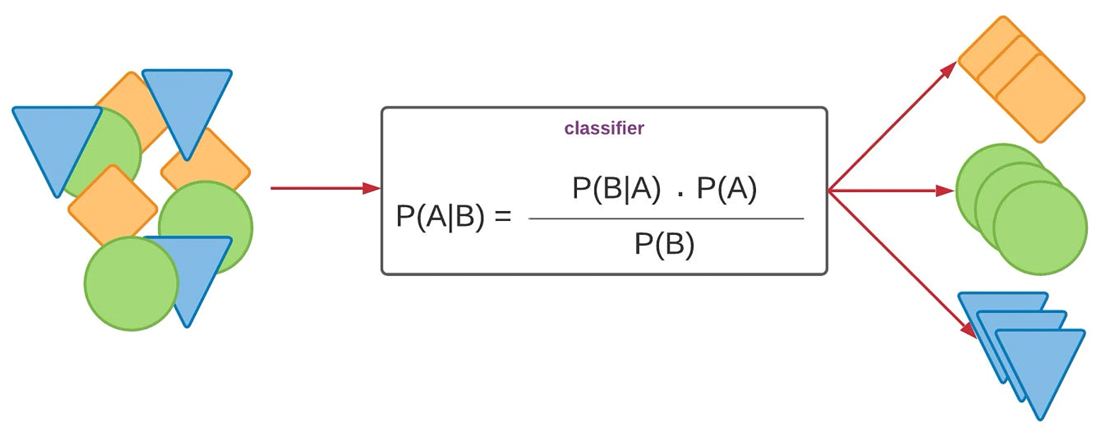 classifier
P(B|A) . P(A)
P(A|B) =
P(B)